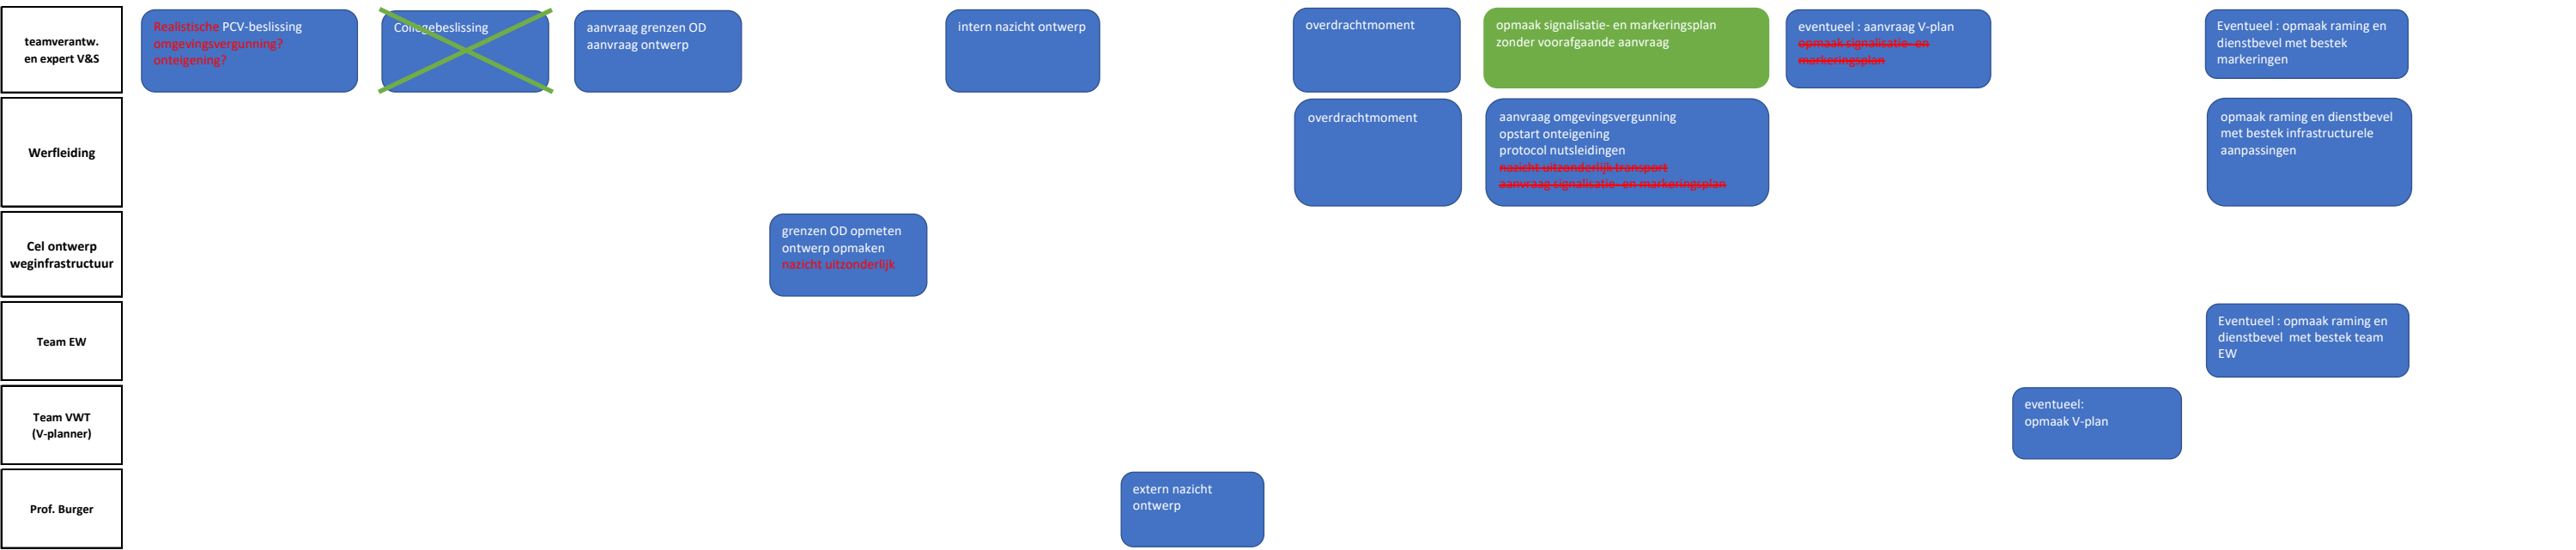 teamverantw.
en expert V&S
Realistische PCV-beslissing
omgevingsvergunning?
onteigening?
Collegebeslissing
aanvraag grenzen OD
aanvraag ontwerp
intern nazicht ontwerp
overdrachtmoment
opmaak signalisatie- en markeringsplan
zonder voorafgaande aanvraag
eventueel : aanvraag V-plan
opmaak signalisatie- en
markeringsplan
Eventueel : opmaak raming en
dienstbevel met bestek
markeringen
Werfleiding
overdrachtmoment
aanvraag omgevingsvergunning
opstart onteigening
protocol nutsleidingen
nazicht uitzonderlijk transport
aanvraag signalisatie- en markeringsplan
opmaak raming en dienstbevel
met bestek infrastructurele
aanpassingen
Cel ontwerp
weginfrastructuur
grenzen OD opmeten
ontwerp opmaken
nazicht uitzonderlijk
Team EW
Eventueel : opmaak raming en
dienstbevel met bestek team
EW
Team VWT
(V-planner)
eventueel:
opmaak V-plan
Prof. Burger
extern nazicht
ontwerp